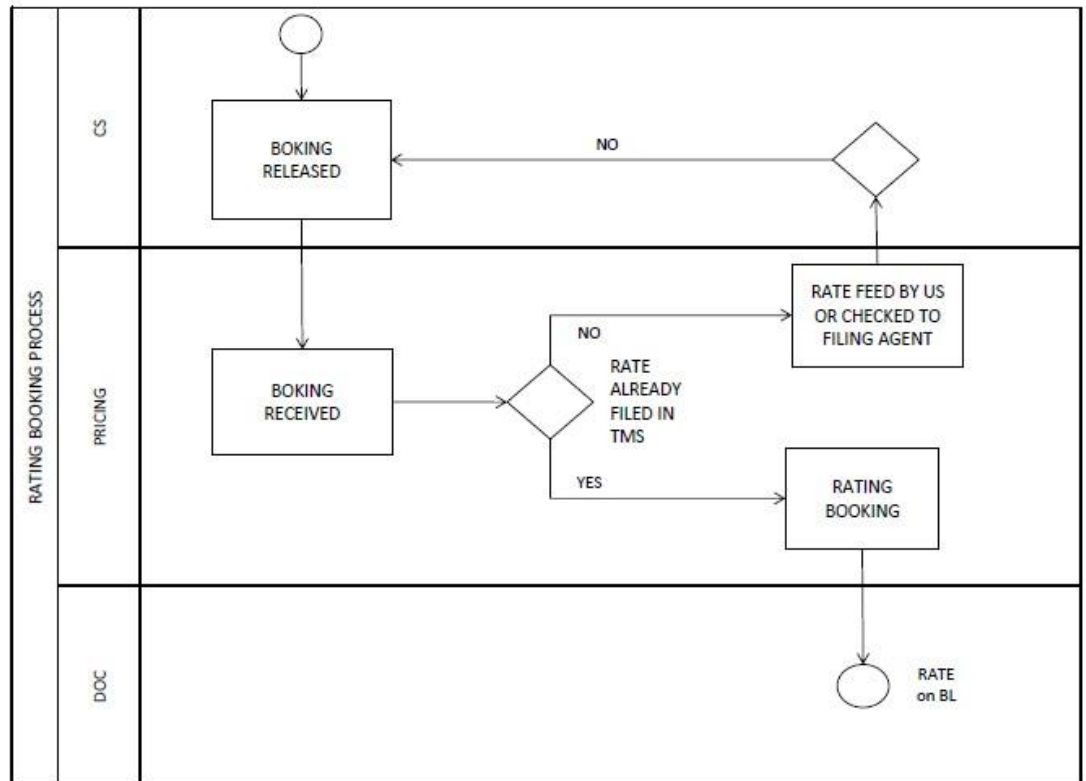 RATING BOOKING PROCESS
CS
BOKING
RELEASED
NO
PRICING
BOKING
RECEIVED
NO
RATE
ALREADY
FILED IN
TMS
YES
RATE FEED BY US
OR CHECKED TO
FILING AGENT
RATING
BOOKING
DOC
RATE
on BL